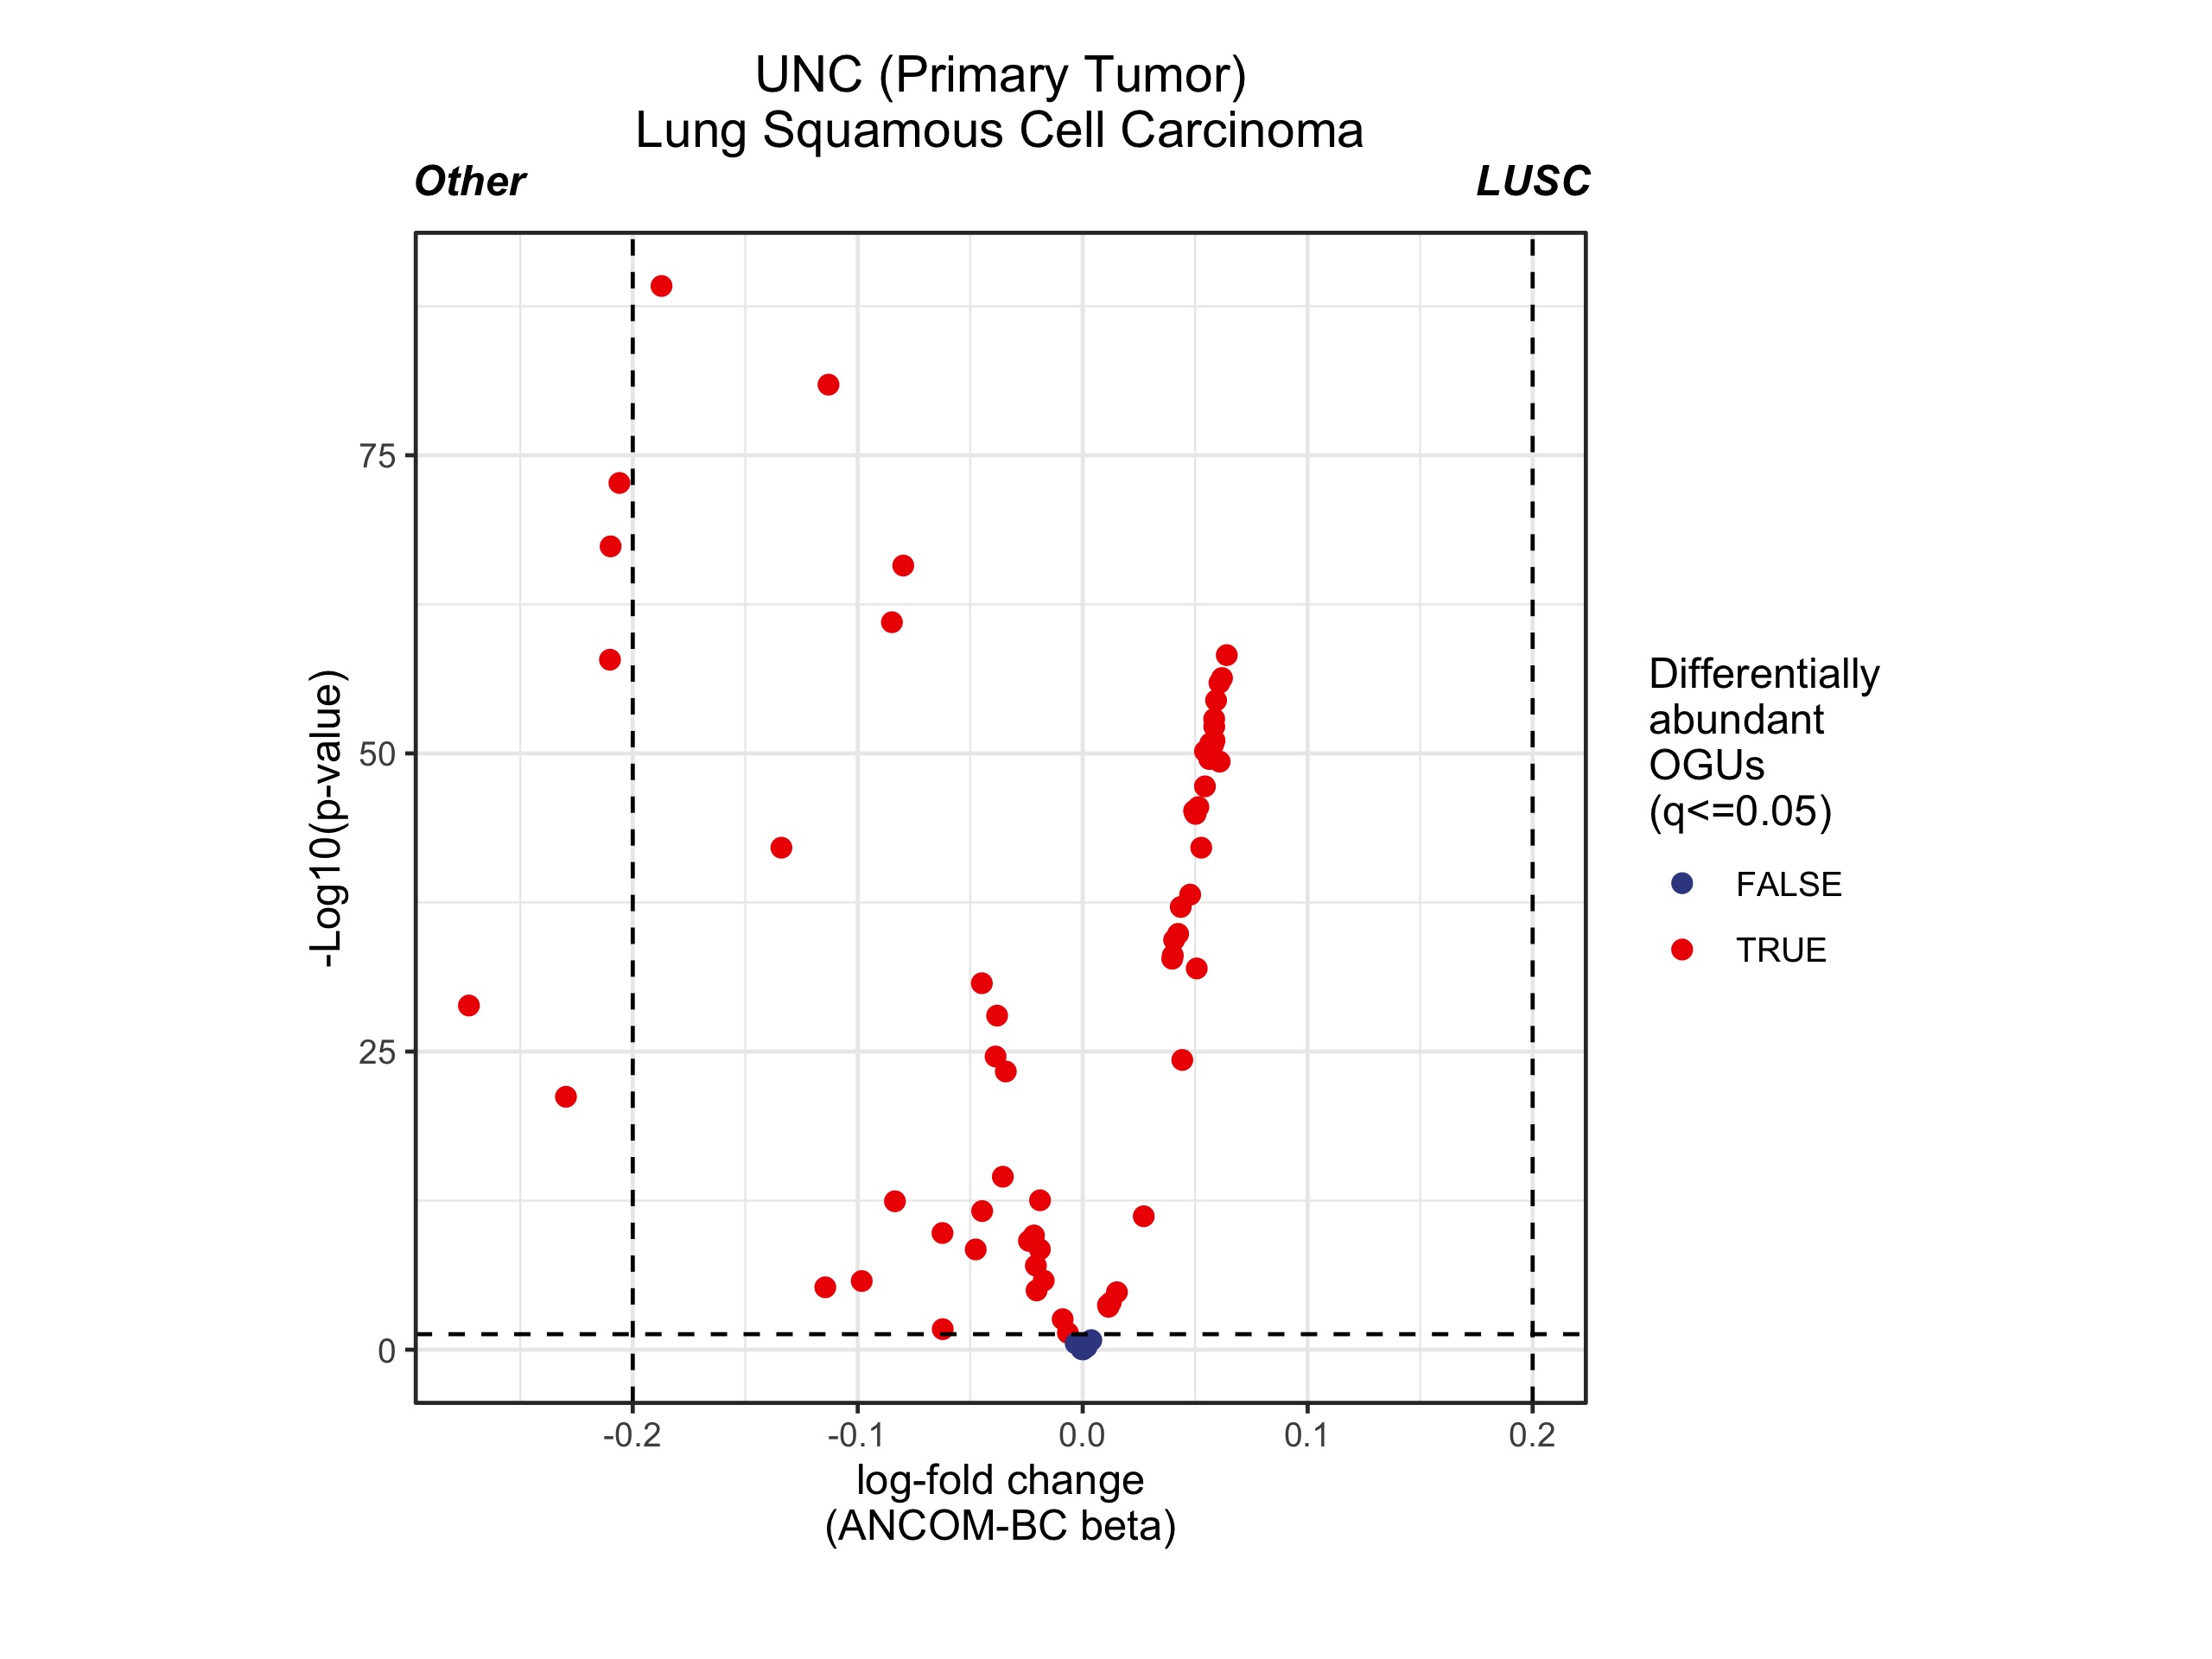 UNC (Primary Tumor)
Lung Squamous Cell Carcinoma
Other
LUSC
75
50
25
0
-Log10(p-value)
-0.2
-0.1
0.0
0.1
0.2
log-fold change
(ANCOM-BC beta)
Differentially
abundant
OGUs
(q<=0.05)
FALSE
TRUE